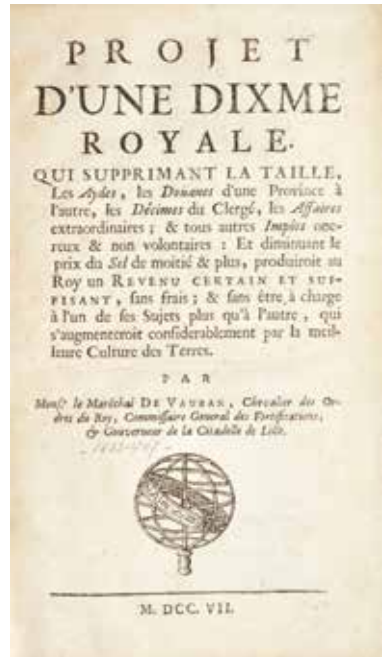 PROJET
D'UNE DIXME
ROYALE.
QUI SUPPRIMANT LA TAILLE,
Les Aydes, les Doüanes d'une Province à
l'autre, les Décimes du Clergé, les Affaires
extraordinaires ; & tous autres Impôts one-
reux & non volontaires : Et diminuant le
prix du Sel de moitié & plus, produiroit au
Roy un REVENU CERTAIN ET SUF-
FISANT, sans frais ; & sans être à charge
à l'un de ses Sujets plus qu'à l'autre, qui
s'augmenteroit considerablement par la meil-
leure Culture des Terres.
PAR
Monsr le Maréchal DE VAUBAN, Chevalier des Or-
dres du Roy, Commissaire General des Fortifications,
& Gouverneur de la Citadelle de Lille.
M. DCC. VII.